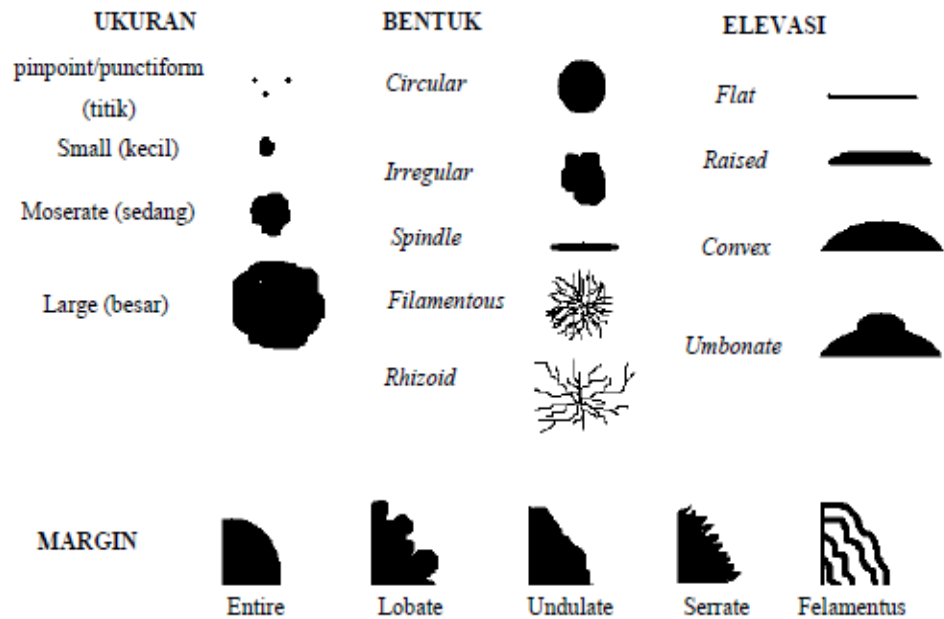 UKURAN
pinpoint/punctiform
(titik)
Small (kecil)
Moserate (sedang)
Large (besar)
BENTUK
Circular
Irregular
Spindle
Filamentous
Rhizoid
ELEVASI
Flat
Raised
Convex
Umbonate
MARGIN
Entire
Lobate
Undulate
Serrate
Felamentus